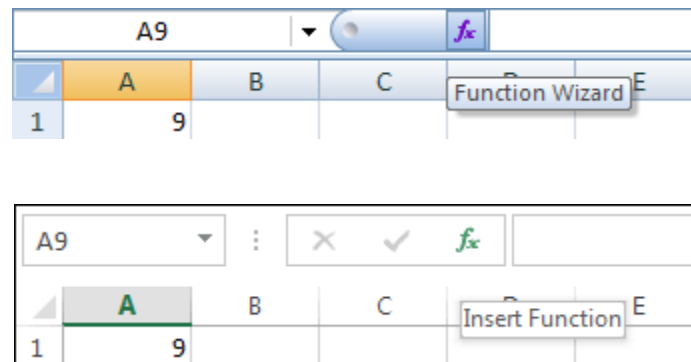 A9 fx
A B C D E
Function Wizard
1 9
A9 fx
A B C D E
Insert Function
1 9